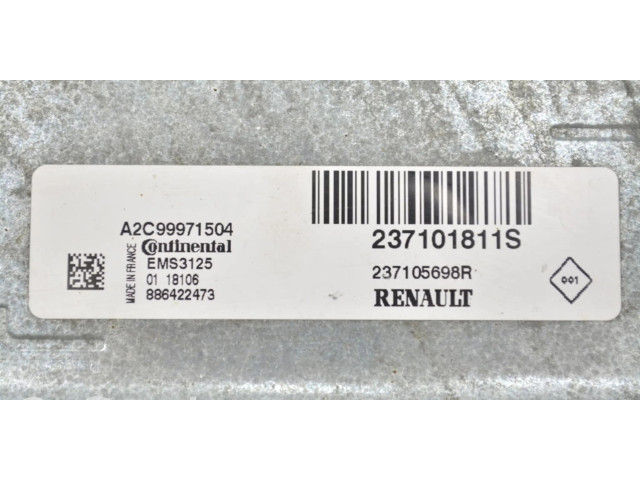 A2C99971504
Continental
EMS3125
01 18106
886422473
MADE IN FRANCE -
237101811S
237105698R
RENAULT
001